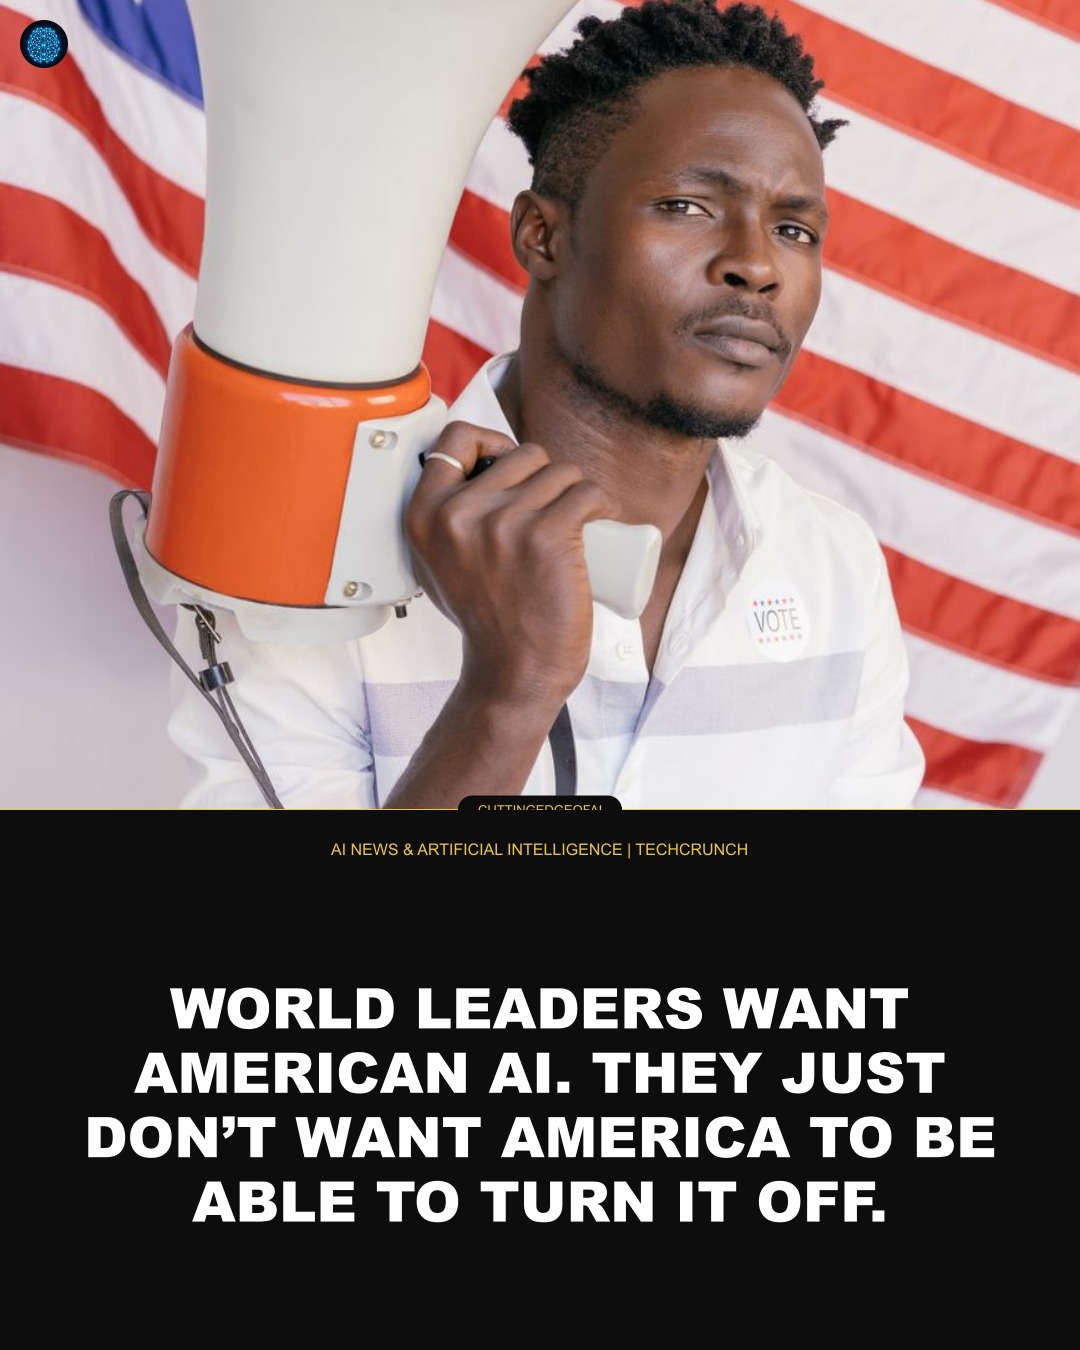 VOTE
CUTTINGEDGEOFAI
AI NEWS & ARTIFICIAL INTELLIGENCE | TECHCRUNCH
WORLD LEADERS WANT
AMERICAN AI. THEY JUST
DON’T WANT AMERICA TO BE
ABLE TO TURN IT OFF.